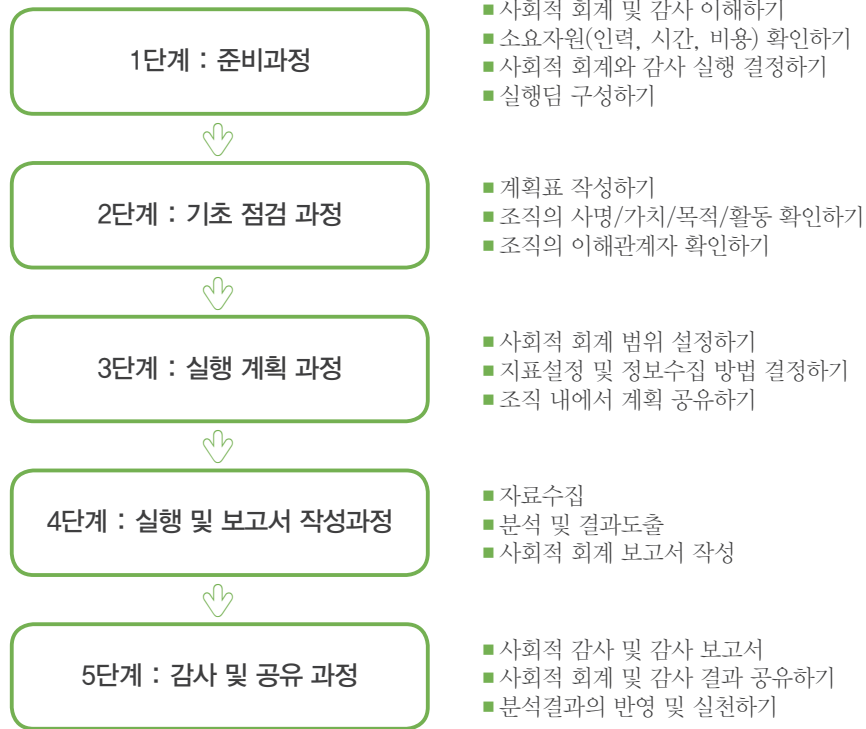 1단계 : 준비과정
■ 사회적 회계 및 감사 이해하기
■ 소요자원(인력, 시간, 비용) 확인하기
■ 사회적 회계와 감사 실행 결정하기
■ 실행딤 구성하기
2단계 : 기초 점검 과정
■ 계획표 작성하기
■ 조직의 사명/가치/목적/활동 확인하기
■ 조직의 이해관계자 확인하기
3단계 : 실행 계획 과정
■ 사회적 회계 범위 설정하기
■ 지표설정 및 정보수집 방법 결정하기
■ 조직 내에서 계획 공유하기
4단계 : 실행 및 보고서 작성과정
■ 자료수집
■ 분석 및 결과도출
■ 사회적 회계 보고서 작성
5단계 : 감사 및 공유 과정
■ 사회적 감사 및 감사 보고서
■ 사회적 회계 및 감사 결과 공유하기
■ 분석결과의 반영 및 실천하기